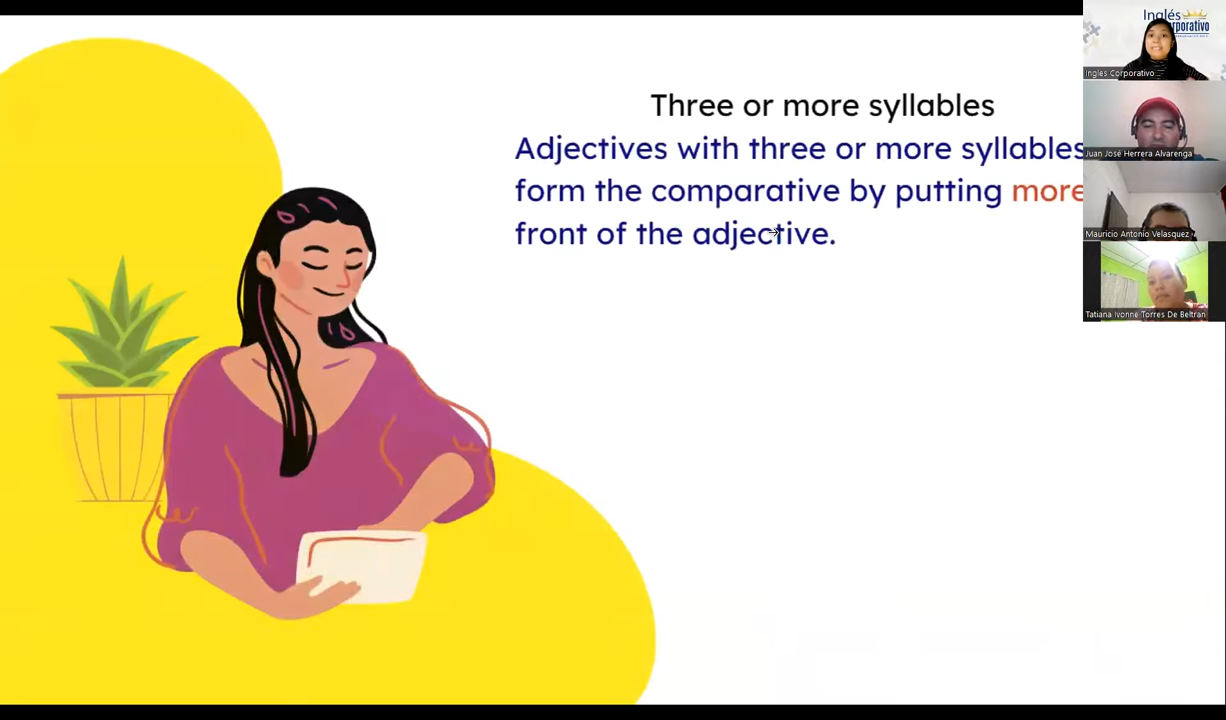 Three or more syllables
Adjectives with three or more syllables
form the comparative by putting more
front of the adjective.
Inglés
Corporativo
Ingles Corporativo ...
Juan José Herrera Alvarenga
Mauricio Antonio Velasquez
Tatiana Ivonne Torres De Beltran